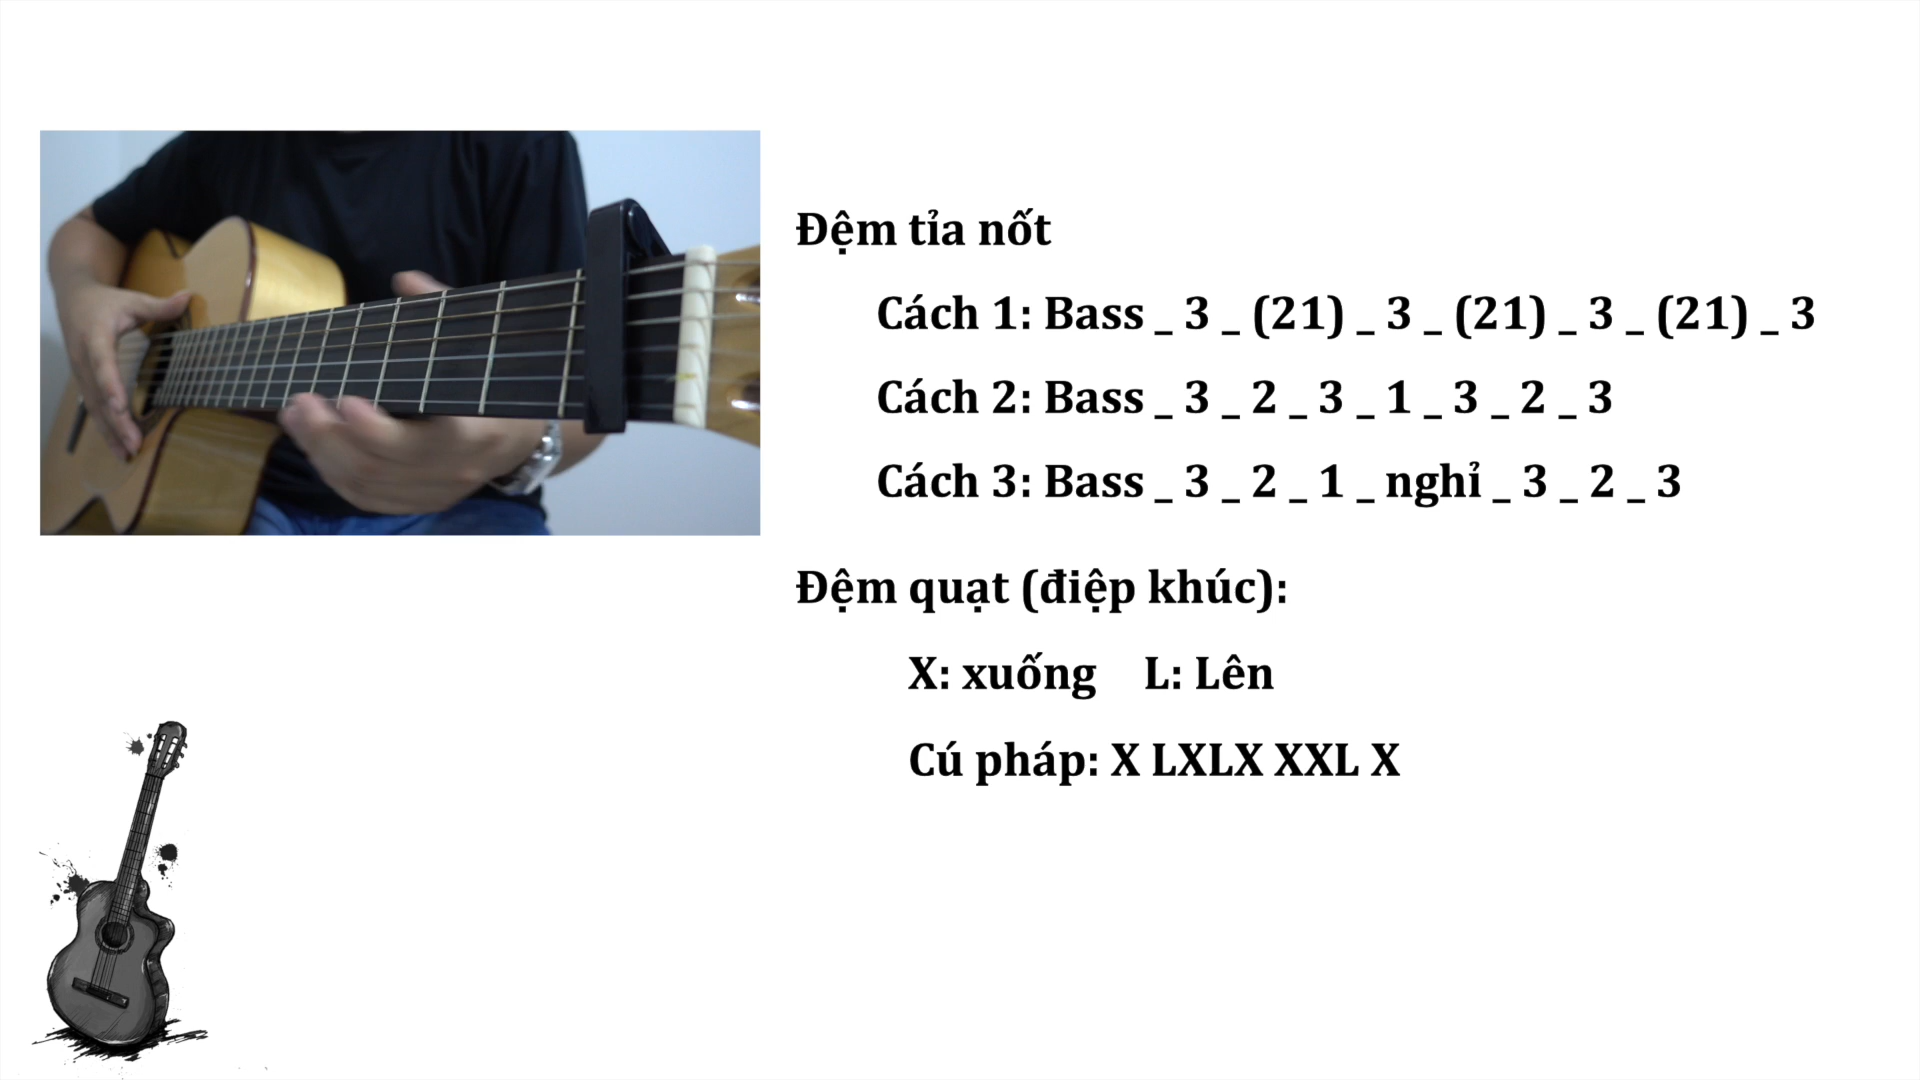 Đệm tỉa nốt
Cách 1: Bass _ 3 _ (21) _ 3 _ (21) _ 3 _ (21) _ 3
Cách 2: Bass _ 3 _ 2 _ 3 _ 1 _ 3 _ 2 _ 3
Cách 3: Bass _ 3 _ 2 _ 1 _ nghỉ _ 3 _ 2 _ 3
Đệm quạt (điệp khúc):
X: xuống L: Lên
Cú pháp: X LXLX XXL X